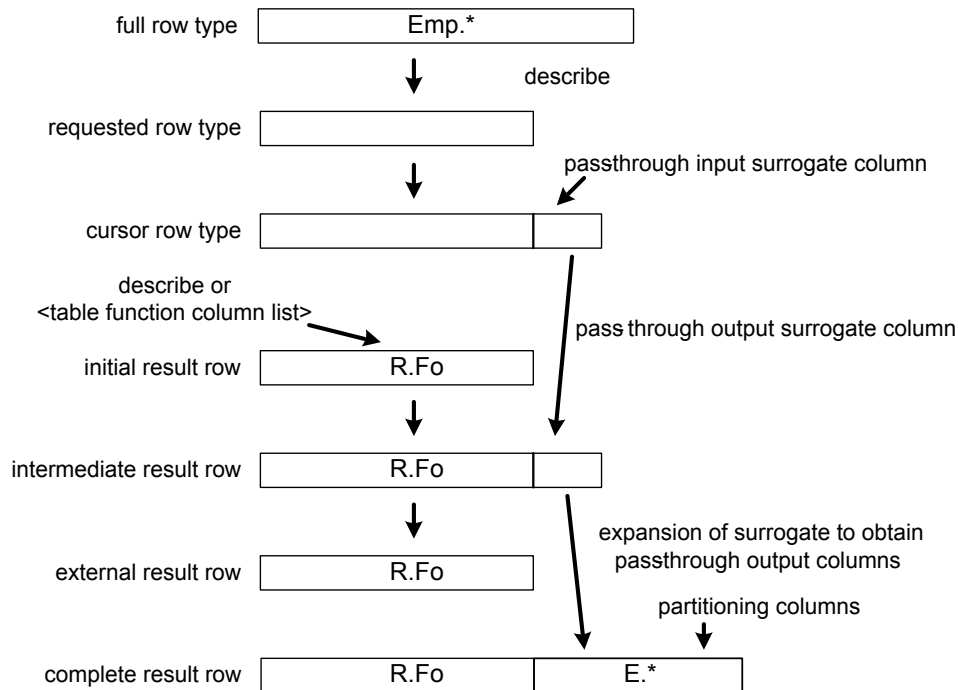 full row type
Emp.*
describe
requested row type
passthrough input surrogate column
cursor row type
describe or
<table function column list>
pass through output surrogate column
initial result row
R.Fo
intermediate result row
R.Fo
expansion of surrogate to obtain
passthrough output columns
external result row
R.Fo
partitioning columns
complete result row
R.Fo
E.*